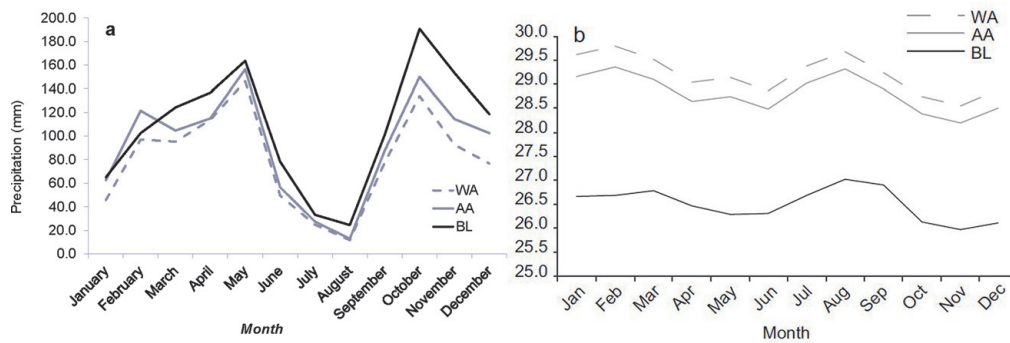 a
200.0
180.0
160.0
140.0
120.0
100.0
80.0
60.0
40.0
20.0
0.0
Precipitation (mm)
WA
AA
BL
January
February
March
April
May
June
July
August
September
October
November
December
Month
b
WA
AA
BL
30.0
29.5
29.0
28.5
28.0
27.0
26.5
26.0
25.5
25.0
Jan
Feb
Mar
Apr
May
Jun
Jul
Aug
Sep
Oct
Nov
Dec
Month